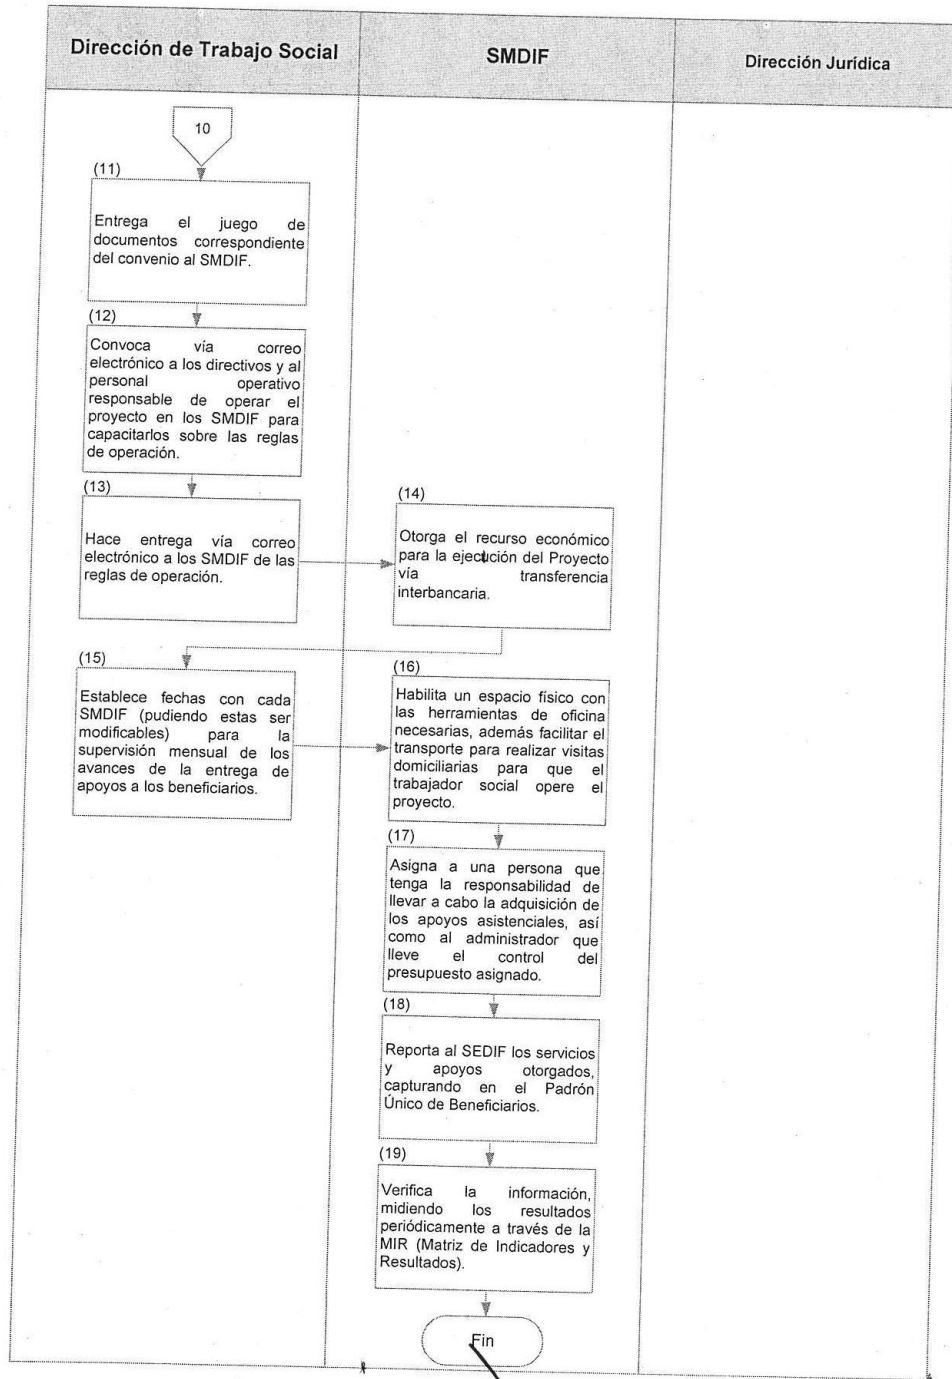 Dirección de Trabajo Social
SMDIF
Dirección Jurídica
10
(11)
Entrega el juego de
documentos correspondiente
del convenio al SMDIF.
(12)
Convoca vía correo
electrónico a los directivos y al
personal operativo
responsable de operar el
proyecto en los SMDIF para
capacitarlos sobre las reglas
de operación.
(13)
Hace entrega vía correo
electrónico a los SMDIF de las
reglas de operación.
(14)
Otorga el recurso económico
para la ejecución del Proyecto
vía transferencia
interbancaria.
(15)
Establece fechas con cada
SMDIF (pudiendo estas ser
modificables) para la
supervisión mensual de los
avances de la entrega de
apoyos a los beneficiarios.
(16)
Habilita un espacio físico con
las herramientas de oficina
necesarias, además facilitar el
transporte para realizar visitas
domiciliarias para que el
trabajador social opere el
proyecto.
(17)
Asigna a una persona que
tenga la responsabilidad de
llevar a cabo la adquisición de
los apoyos asistenciales, así
como al administrador que
lleve el control del
presupuesto asignado.
(18)
Reporta al SEDIF los servicios
y apoyos otorgados,
capturando en el Padrón
Único de Beneficiarios.
(19)
Verifica la información,
midiendo los resultados
periódicamente a través de la
MIR (Matriz de Indicadores y
Resultados).
Fin